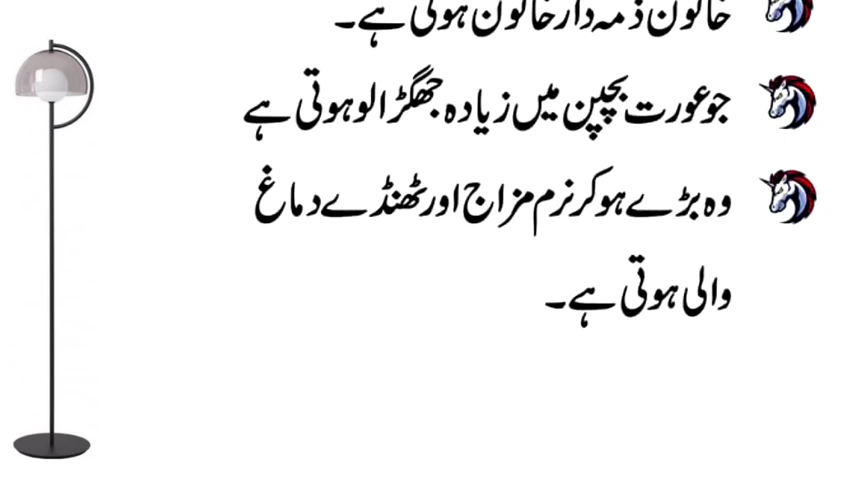 خاتون ذمہ دار خاتون ہوتی ہے۔
جو عورت بچپن میں زیادہ جھگڑالو ہوتی ہے
وہ بڑے ہو کر نرم مزاج اور ٹھنڈے دماغ
والی ہوتی ہے۔